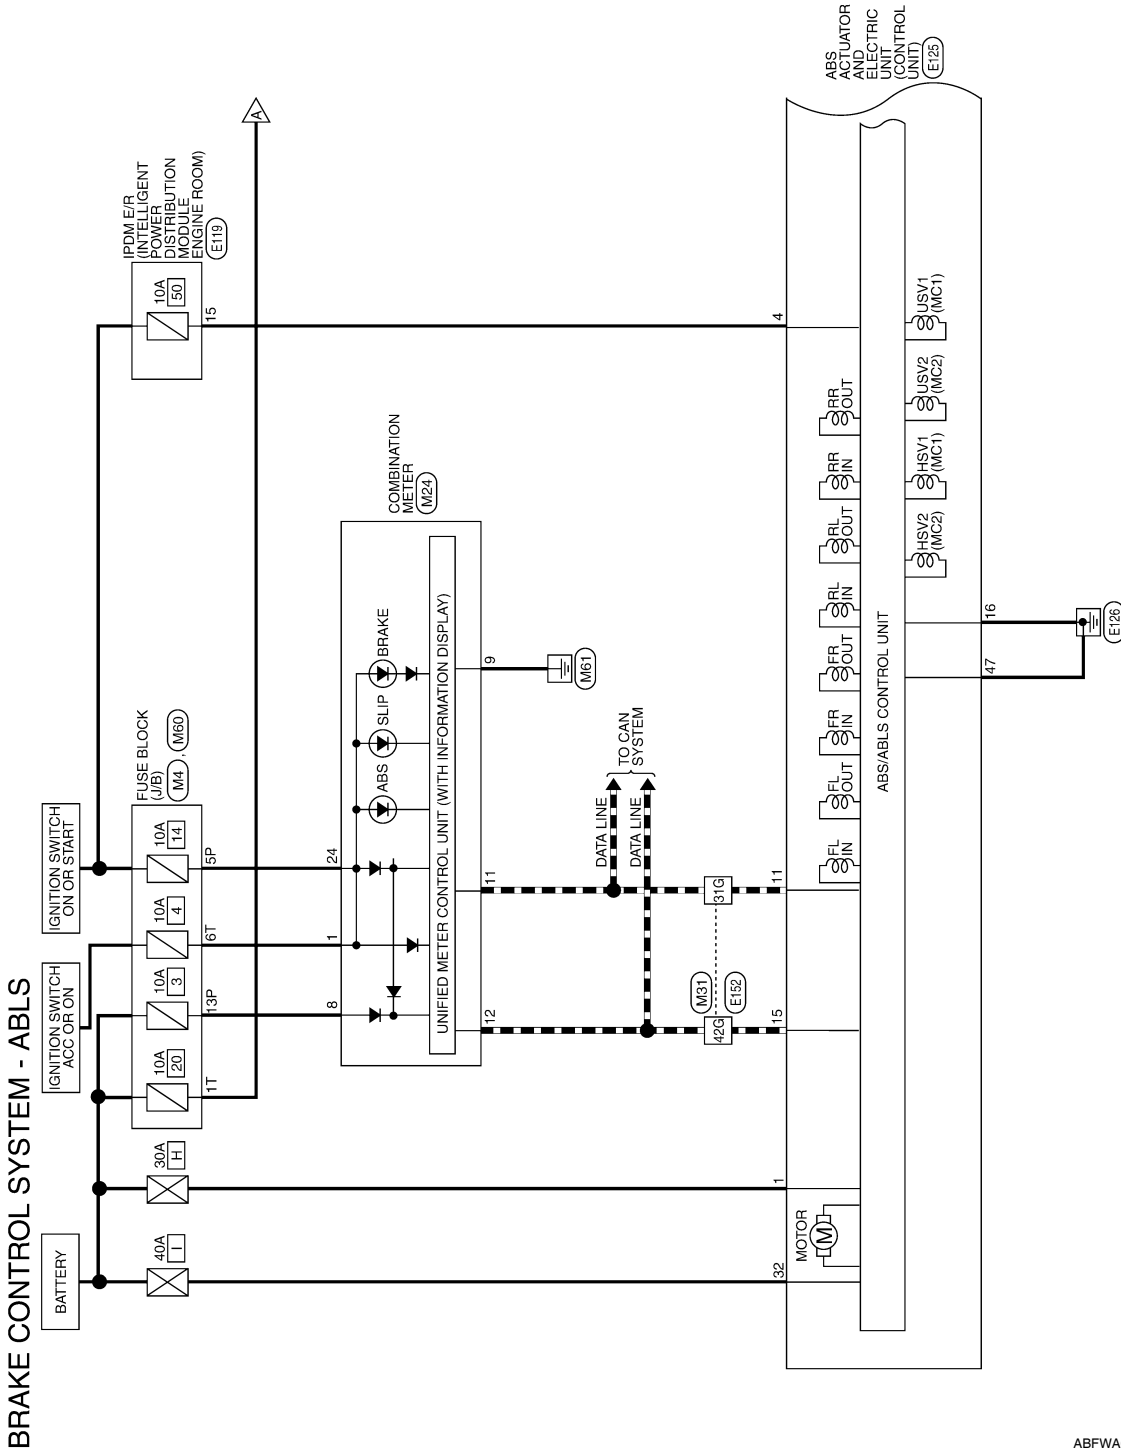 BRAKE CONTROL SYSTEM - ABLS
BATTERY
IGNITION SWITCH
ACC OR ON
IGNITION SWITCH
ON OR START
40A
I
30A
H
10A
20
10A
3
10A
4
10A
14
FUSE BLOCK
(J/B)
M4 , M60
10A
50
IPDM E/R
(INTELLIGENT
POWER
DISTRIBUTION
MODULE
ENGINE ROOM)
E119
1T
13P
6T
5P
15
A
8
1
24
ABS
SLIP
BRAKE
COMBINATION
METER
M24
UNIFIED METER CONTROL UNIT (WITH INFORMATION DISPLAY)
12
11
9
M61
DATA LINE
DATA LINE
TO CAN
SYSTEM
42G
M31
E152
31G
32
1
15
11
4
MOTOR
M
FL
IN
FL
OUT
FR
IN
FR
OUT
RL
IN
RL
OUT
RR
IN
RR
OUT
ABS
ACTUATOR
AND
ELECTRIC
UNIT
(CONTROL
UNIT)
E125
ABS/ABLS CONTROL UNIT
HSV2
(MC2)
HSV1
(MC1)
USV2
(MC2)
USV1
(MC1)
47
16
E126
ABFWA